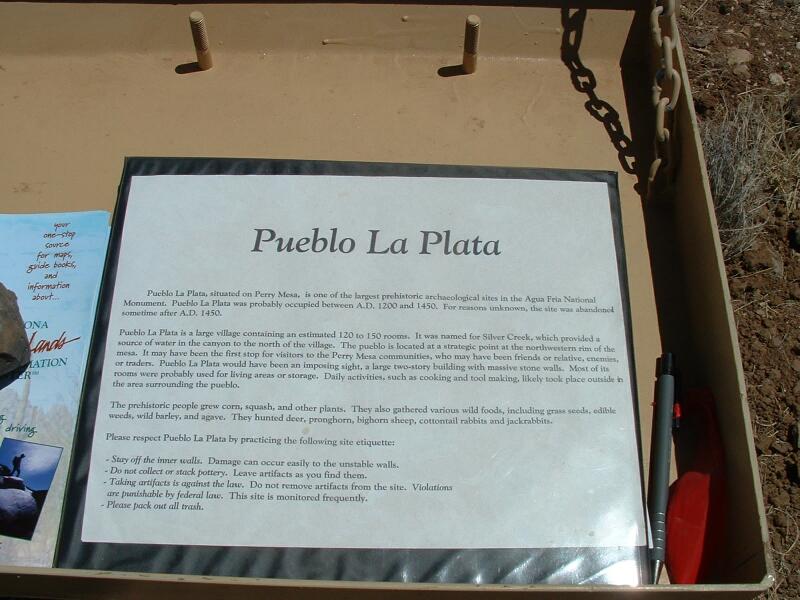 Pueblo La Plata
Pueblo La Plata, situated on Perry Mesa, is one of the largest prehistoric archaeological sites in the Agua Fria National
Monument. Pueblo La Plata was probably occupied between A.D. 1200 and 1450. For reasons unknown, the site was abandoned
sometime after A.D. 1450.
Pueblo La Plata is a large village containing an estimated 120 to 150 rooms. It was named for Silver Creek, which provided a
source of water in the canyon to the north of the village. The pueblo is located at a strategic point at the northwestern rim of the
mesa. It may have been the first stop for visitors to the Perry Mesa communities, who may have been friends or relative, enemies,
or traders. Pueblo La Plata would have been an imposing sight, a large two-story building with massive stone walls. Most of its
rooms were probably used for living areas or storage. Daily activities, such as cooking and tool making, likely took place outside in
the area surrounding the pueblo.
The prehistoric people grew corn, squash, and other plants. They also gathered various wild foods, including grass seeds, edible
weeds, wild barley, and agave. They hunted deer, pronghorn, bighorn sheep, cottontail rabbits and jackrabbits.
Please respect Pueblo La Plata by practicing the following site etiquette:
- Stay off the inner walls. Damage can occur easily to the unstable walls.
- Do not collect or stack pottery. Leave artifacts as you find them.
- Taking artifacts is against the law. Do not remove artifacts from the site. Violations
are punishable by federal law. This site is monitored frequently.
- Please pack out all trash.
your
one-stop
source
for maps,
guide books,
and
information
about...
ONA
Lands
MATION
ER
driving